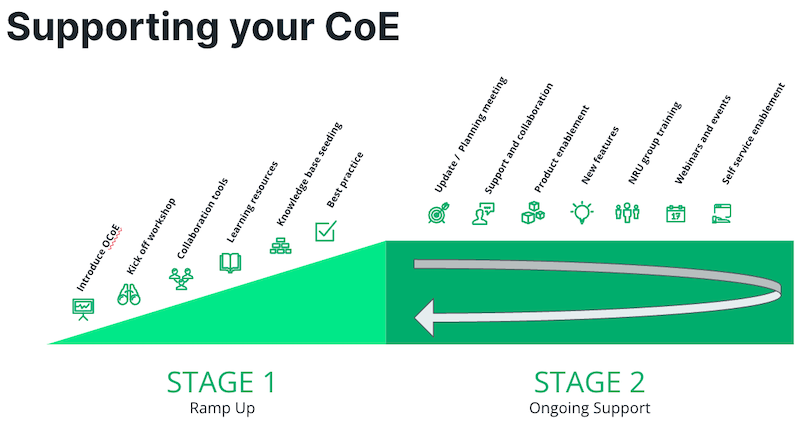 Supporting your CoE
Introduce OCoE
Kick off workshop
Collaboration tools
Learning resources
Knowledge base seeding
Best practice
Update / Planning meeting
Support and collaboration
Product enablement
New features
NRU group training
Webinars and events
Self service enablement
17
STAGE 1
Ramp Up
STAGE 2
Ongoing Support